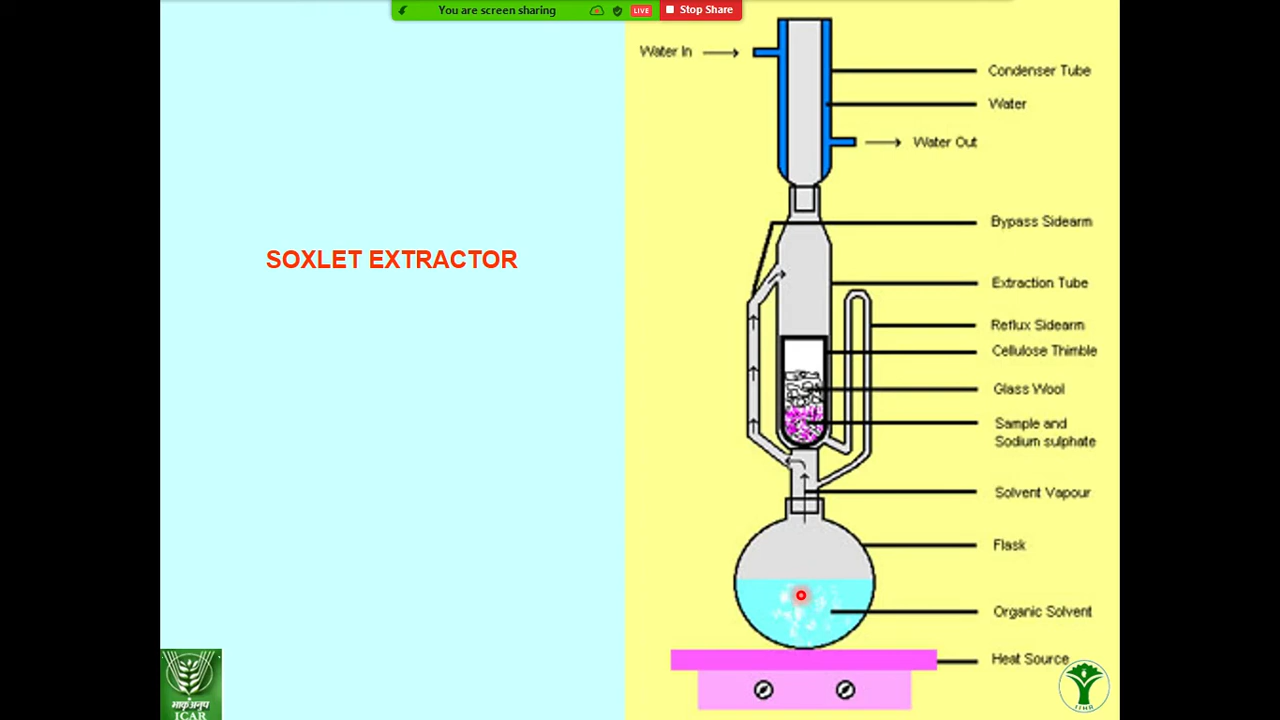 You are screen sharing
LIVE
Stop Share
Water In
Condenser Tube
Water
Water Out
Bypass Sidearm
SOXLET EXTRACTOR
Extraction Tube
Reflux Sidearm
Cellulose Thimble
Glass Wool
Sample and
Sodium sulphate
Solvent Vapour
Flask
Organic Solvent
Heat Source
भाकृअनुप
ICAR
IIHR